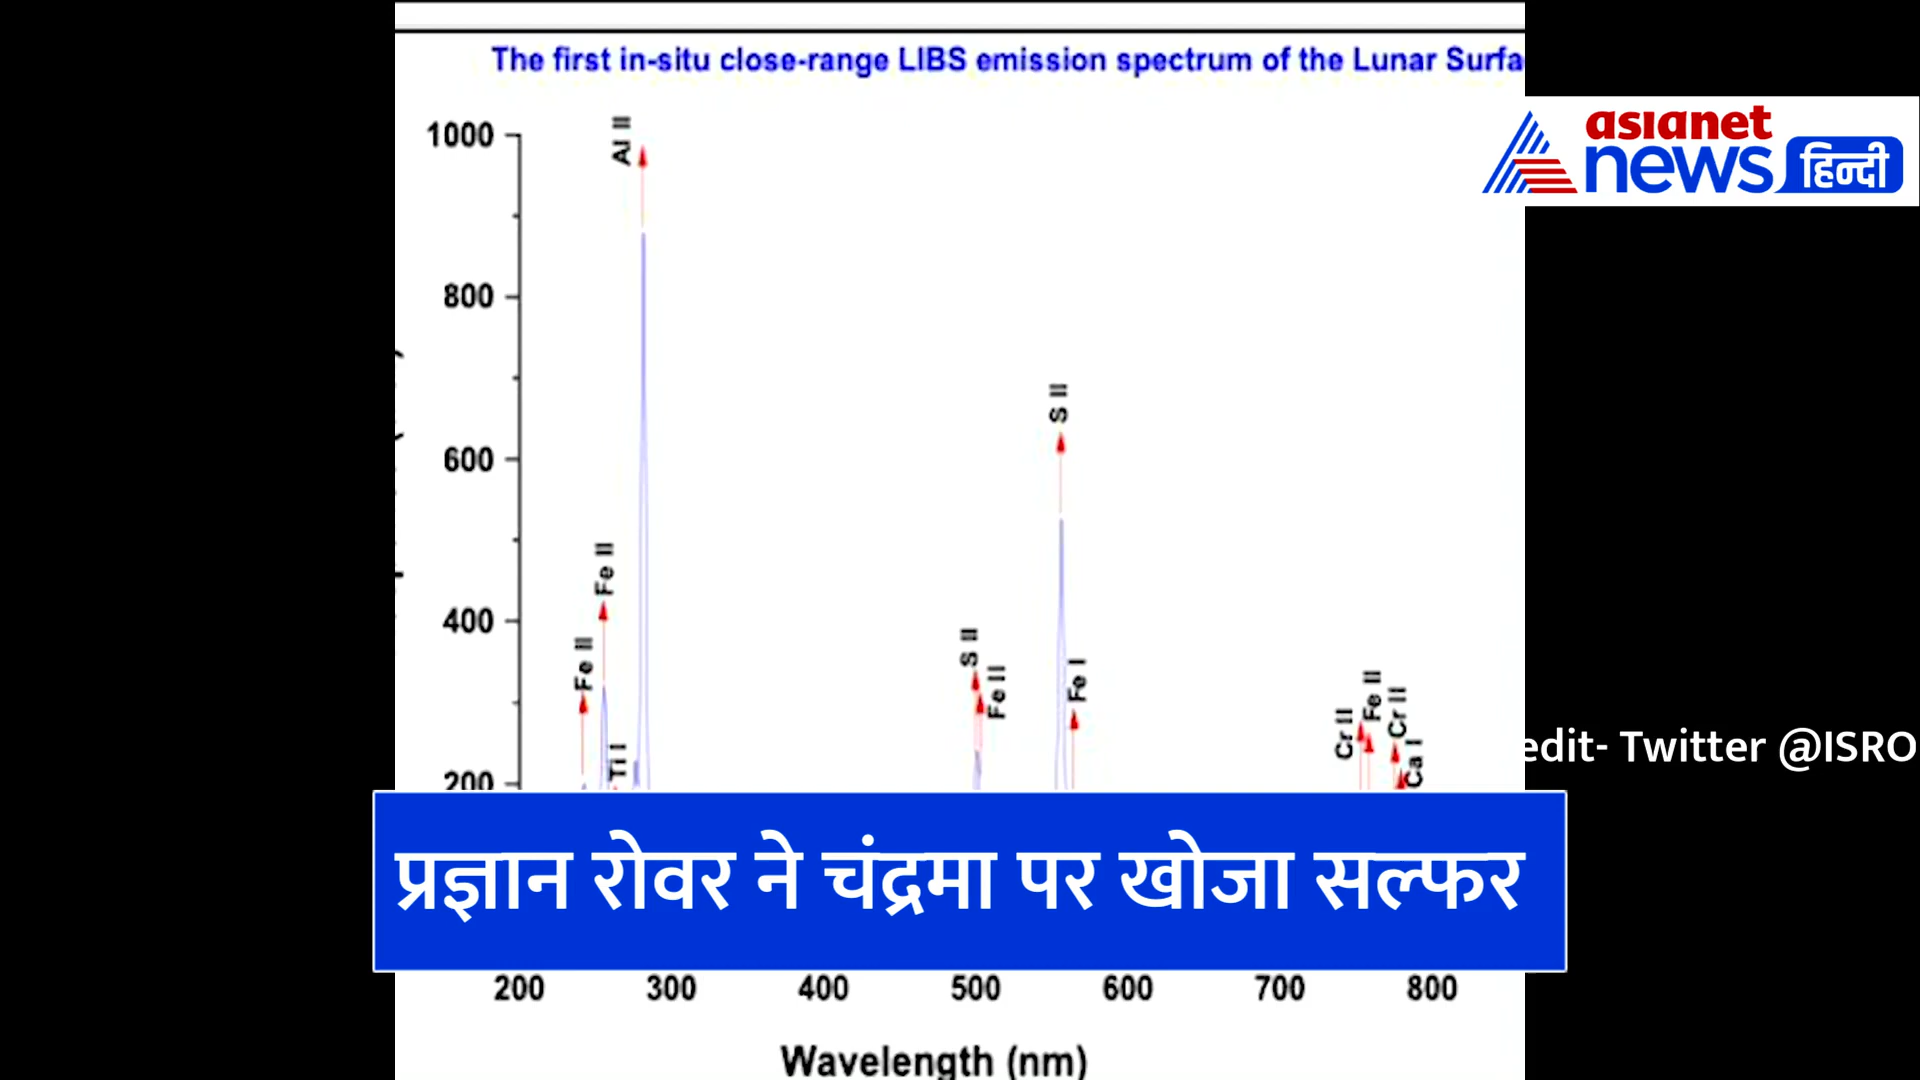 The first in-situ close-range LIBS emission spectrum of the Lunar
asianet
news हिन्दी
1000
800
600
400
200
Al II
Fe II
Fe II
Ti I
S II
Fe II
S II
Fe I
Cr II
Fe II
Cr II
Ca I
Twitter @ISRO
प्रज्ञान रोवर ने चंद्रमा पर खोजा सल्फर
200 300 400 500 600 700 800
Wavelength (nm)